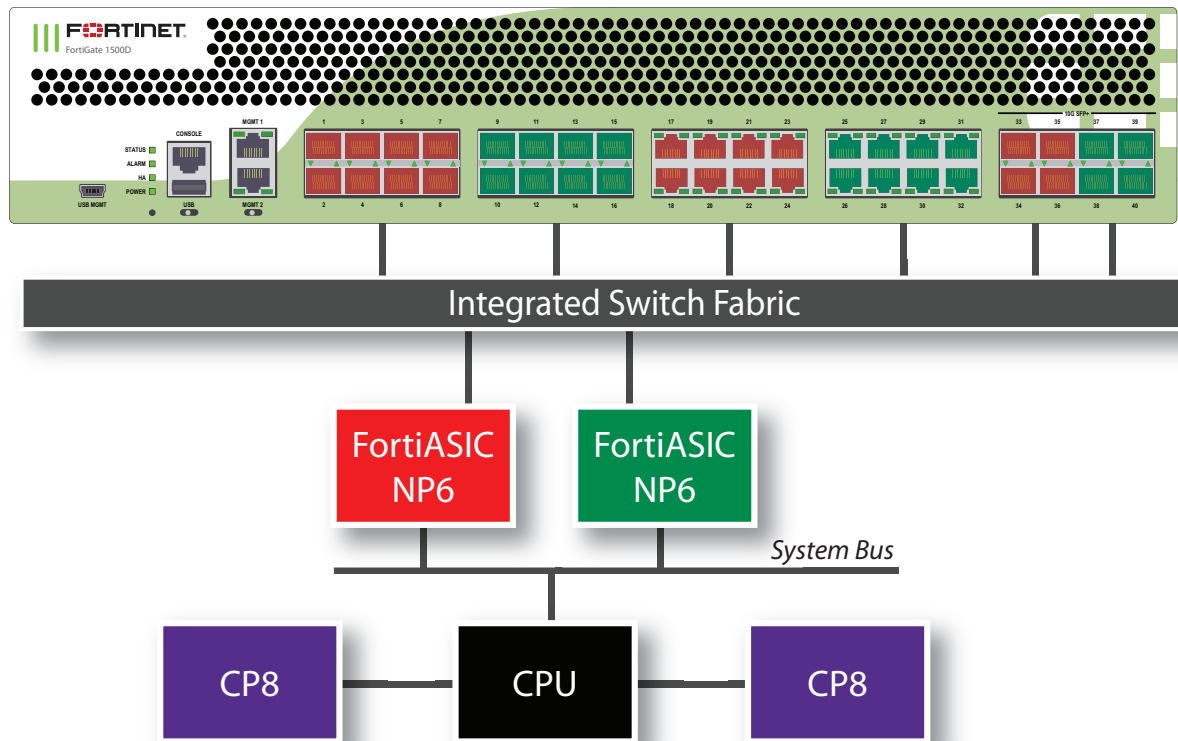 FORTINET
FortiGate 1500D
10G SFP+
CONSOLE MGMT 1 1 3 5 7 9 11 13 15 17 19 21 23 25 27 29 31 33 35 37 39
STATUS
ALARM
HA
POWER
USB MGMT USB MGMT 2 2 4 6 8 10 12 14 16 18 20 22 24 26 28 30 32 34 36 38 40
Integrated Switch Fabric
FortiASIC FortiASIC
NP6 NP6
System Bus
CP8 CPU CP8